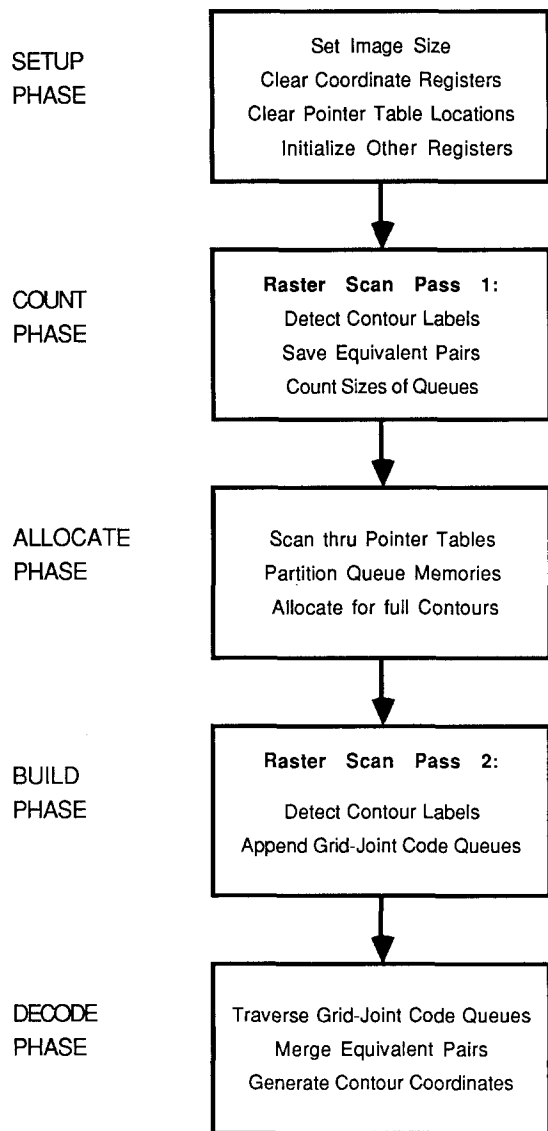 SETUP
PHASE
Set Image Size
Clear Coordinate Registers
Clear Pointer Table Locations
Initialize Other Registers
COUNT
PHASE
Raster Scan Pass 1:
Detect Contour Labels
Save Equivalent Pairs
Count Sizes of Queues
ALLOCATE
PHASE
Scan thru Pointer Tables
Partition Queue Memories
Allocate for full Contours
BUILD
PHASE
Raster Scan Pass 2:
Detect Contour Labels
Append Grid-Joint Code Queues
DECODE
PHASE
Traverse Grid-Joint Code Queues
Merge Equivalent Pairs
Generate Contour Coordinates